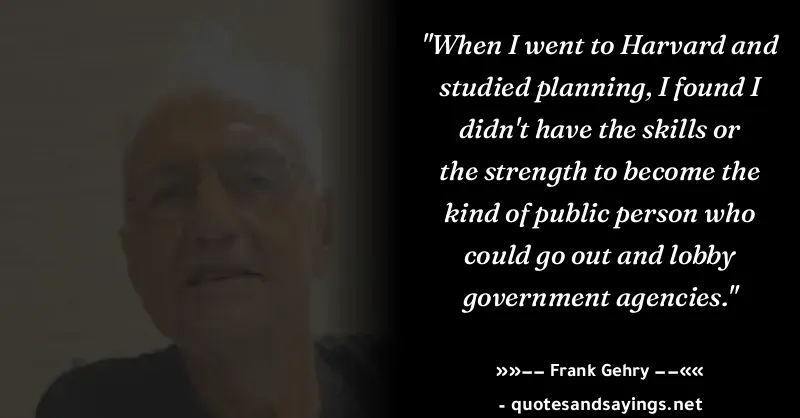 "When I went to Harvard and
studied planning, I found I
didn't have the skills or
the strength to become the
kind of public person who
could go out and lobby
government agencies."
»»−− Frank Gehry −−««
- quotesandsayings.net